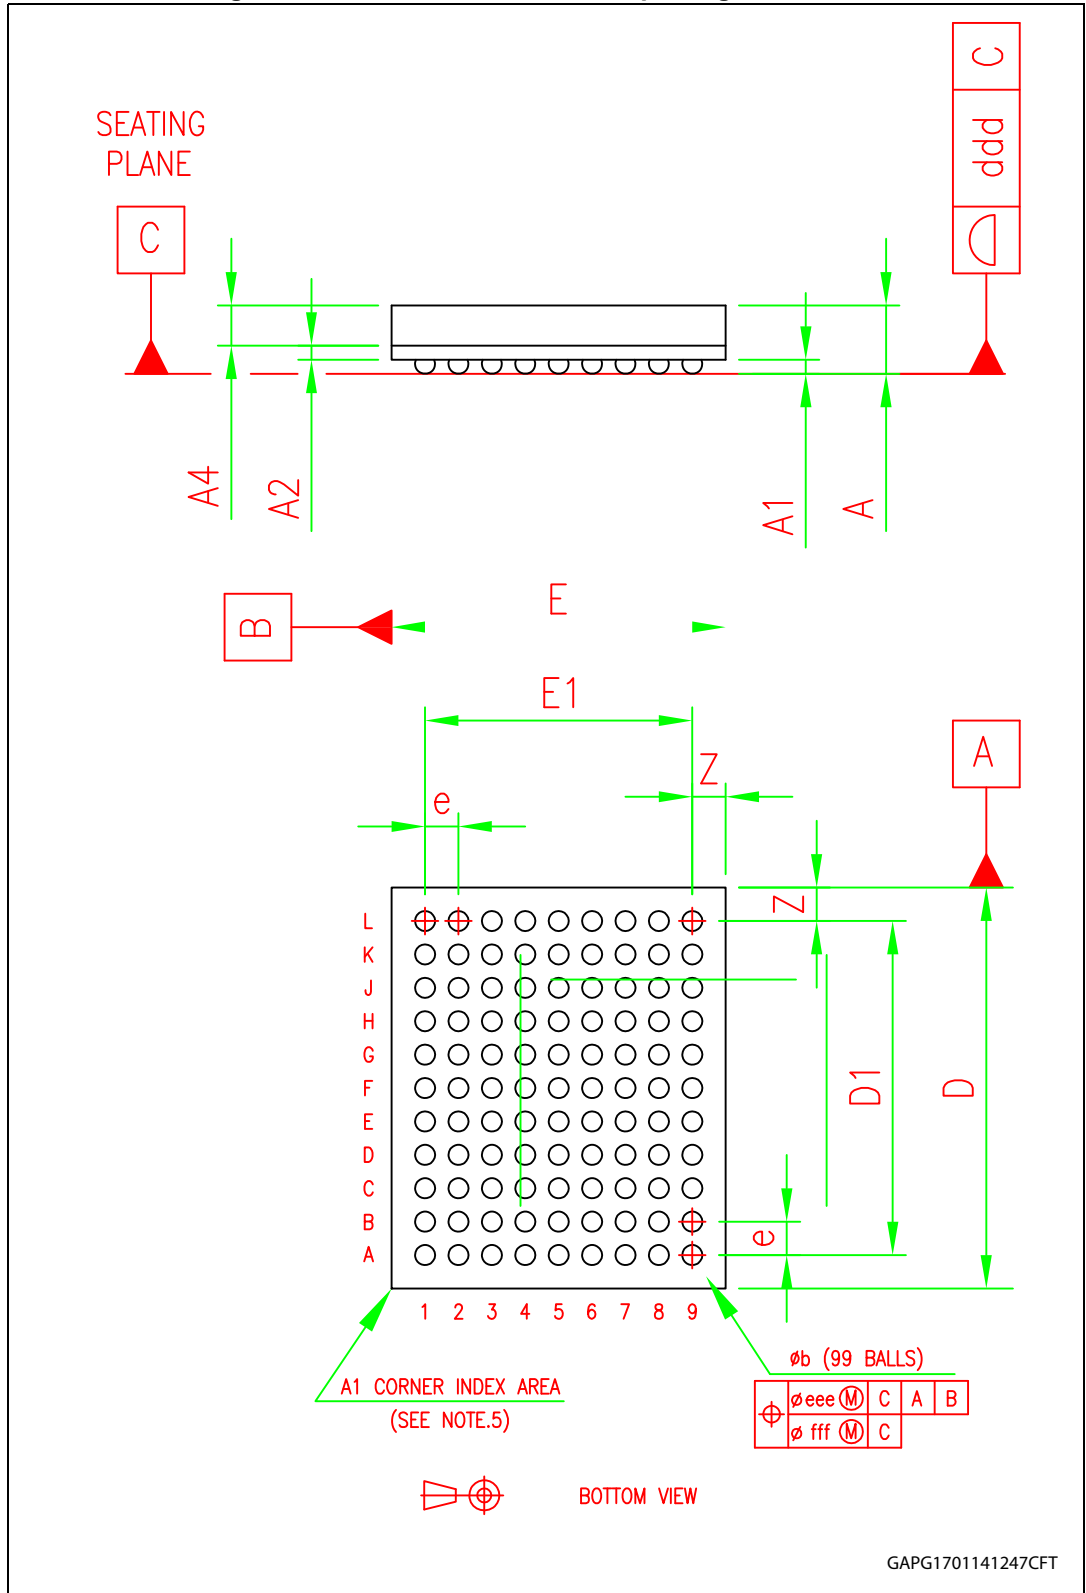 SEATING
PLANE
C
C
ddd
A4
A2
A1
A
B
E
E1
Z
A
e
Z
L
K
J
H
G
F
E
D
C
B
A
D1
D
e
1 2 3 4 5 6 7 8 9
A1 CORNER INDEX AREA
(SEE NOTE.5)
øb (99 BALLS)
ø eee Ⓜ C A B
ø fff Ⓜ C
BOTTOM VIEW
GAPG1701141247CFT